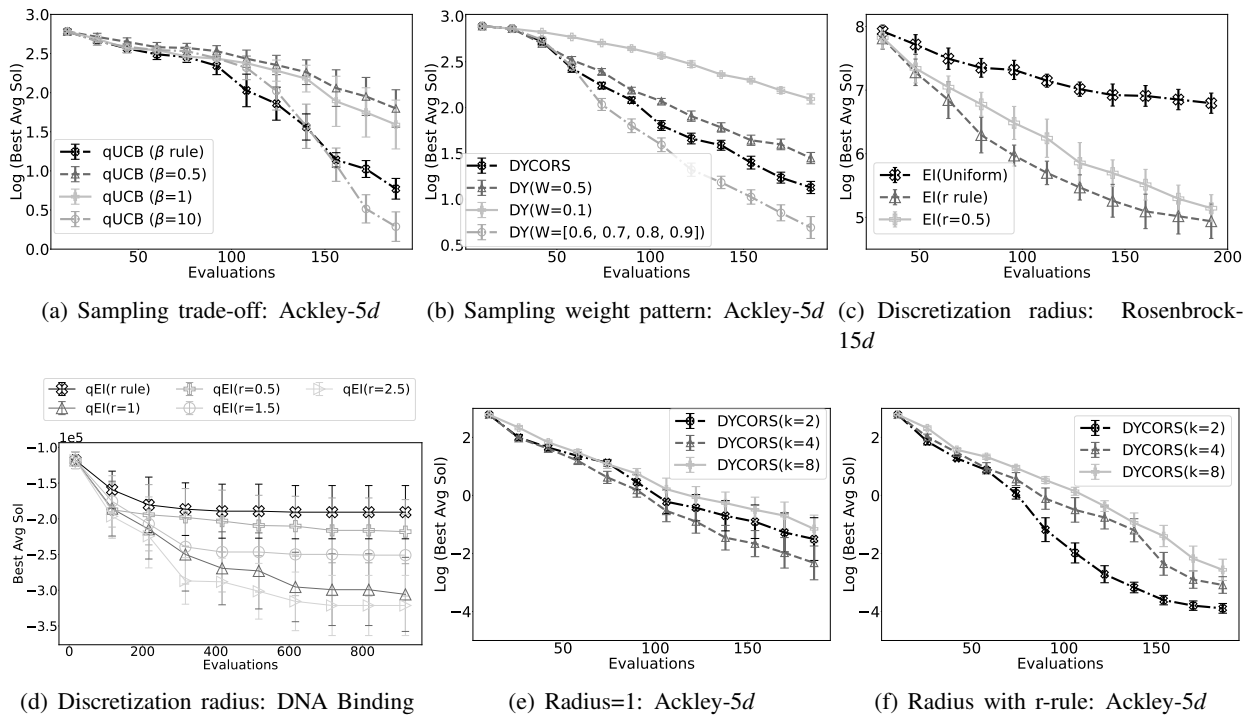 3.0
2.5
2.0
1.5
1.0
0.5
0.0
Log (Best Avg Sol)
qUCB (β rule)
qUCB (β=0.5)
qUCB (β=1)
qUCB (β=10)
50
100
150
Evaluations
(a) Sampling trade-off: Ackley-5d
3.0
2.5
2.0
1.5
1.0
0.5
Log (Best Avg Sol)
DYCORS
DY(W=0.5)
DY(W=0.1)
DY(W=[0.6, 0.7, 0.8, 0.9])
50
100
150
Evaluations
(b) Sampling weight pattern: Ackley-5d
8
7
6
5
Log (Best Avg Sol)
EI(Uniform)
EI(r rule)
EI(r=0.5)
50
100
150
200
Evaluations
(c) Discretization radius: Rosenbrock-
15d
qEI(r rule)
qEI(r=1)
qEI(r=0.5)
qEI(r=1.5)
qEI(r=2.5)
1e5
−1.0
−1.5
−2.0
−2.5
−3.0
−3.5
Best Avg Sol
0
200
400
600
800
Evaluations
(d) Discretization radius: DNA Binding
2
0
−2
−4
Log (Best Avg Sol)
DYCORS(k=2)
DYCORS(k=4)
DYCORS(k=8)
50
100
150
Evaluations
(e) Radius=1: Ackley-5d
2
0
−2
−4
Log (Best Avg Sol)
DYCORS(k=2)
DYCORS(k=4)
DYCORS(k=8)
50
100
150
Evaluations
(f) Radius with r-rule: Ackley-5d